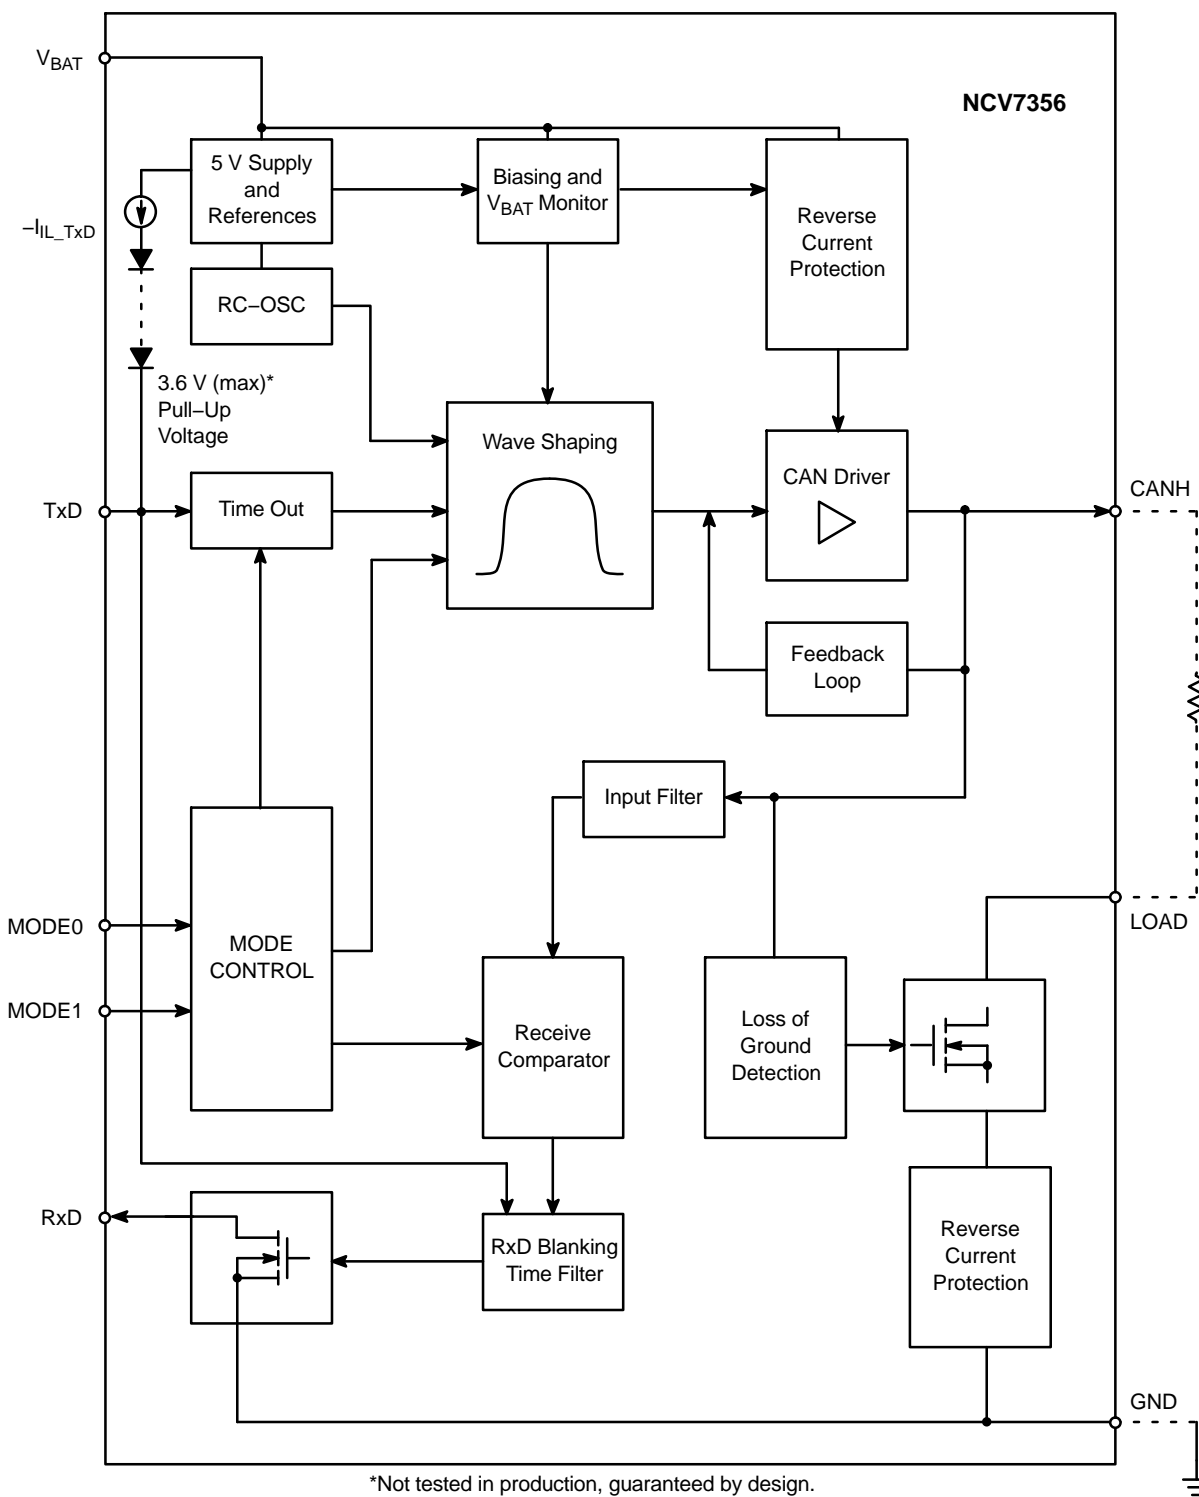 V_BAT
NCV7356
5 V Supply
and
References
Biasing and
V_BAT Monitor
Reverse
Current
Protection
–I_IL_TxD
RC–OSC
3.6 V (max)*
Pull–Up
Voltage
Wave Shaping
CAN Driver
CANH
TxD
Time Out
Feedback
Loop
Input Filter
MODE0
LOAD
MODE
CONTROL
MODE1
Receive
Comparator
Loss of
Ground
Detection
RxD
RxD Blanking
Time Filter
Reverse
Current
Protection
GND
*Not tested in production, guaranteed by design.